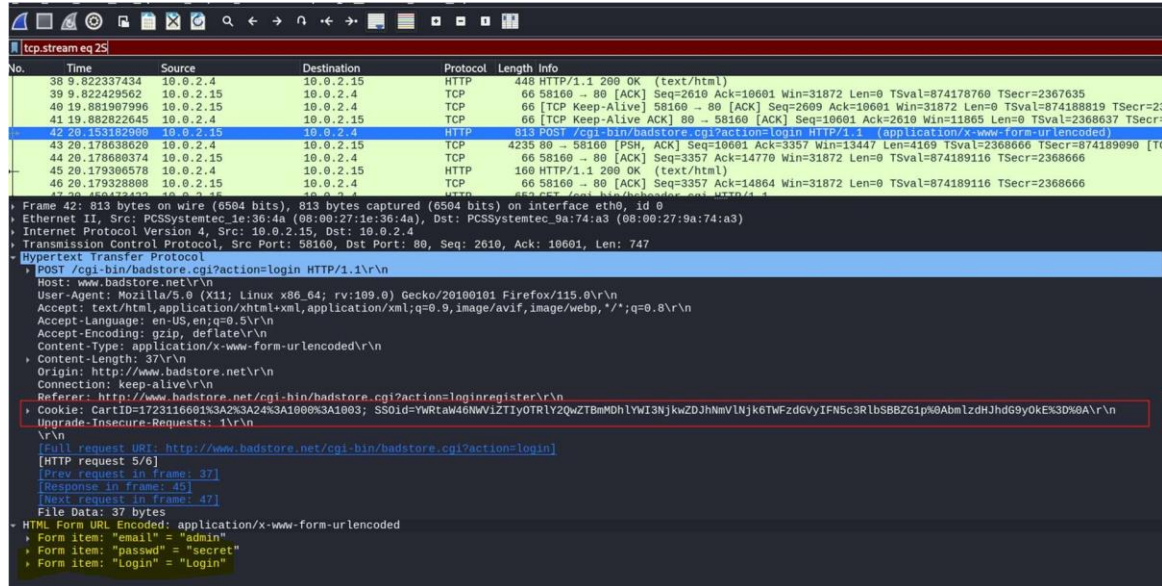 tcp.stream eq 2S
No. Time Source Destination Protocol Length Info
38 9.822337434 10.0.2.4 10.0.2.15 HTTP 448 HTTP/1.1 200 OK (text/html)
39 9.822429562 10.0.2.15 10.0.2.4 TCP 66 58160 → 80 [ACK] Seq=2610 Ack=10601 Win=31872 Len=0 TSval=874178760 TSecr=2367635
40 19.881907996 10.0.2.15 10.0.2.4 TCP 66 [TCP Keep-Alive] 58160 → 80 [ACK] Seq=2609 Ack=10601 Win=31872 Len=0 TSval=874188819 TSecr=23
41 19.882822645 10.0.2.4 10.0.2.15 TCP 66 [TCP Keep-Alive ACK] 80 → 58160 [ACK] Seq=10601 Ack=2610 Win=11865 Len=0 TSval=2368637 TSecr=
42 20.153182900 10.0.2.15 10.0.2.4 HTTP 813 POST /cgi-bin/badstore.cgi?action=login HTTP/1.1 (application/x-www-form-urlencoded)
43 20.178638620 10.0.2.4 10.0.2.15 TCP 4235 80 → 58160 [PSH, ACK] Seq=10601 Ack=3357 Win=13447 Len=4169 TSval=2368666 TSecr=874189090 [TC
44 20.178680374 10.0.2.15 10.0.2.4 TCP 66 58160 → 80 [ACK] Seq=3357 Ack=14770 Win=31872 Len=0 TSval=874189116 TSecr=2368666
45 20.179306578 10.0.2.4 10.0.2.15 HTTP 160 HTTP/1.1 200 OK (text/html)
46 20.179328808 10.0.2.15 10.0.2.4 TCP 66 58160 → 80 [ACK] Seq=3357 Ack=14864 Win=31872 Len=0 TSval=874189116 TSecr=2368666
Frame 42: 813 bytes on wire (6504 bits), 813 bytes captured (6504 bits) on interface eth0, id 0
Ethernet II, Src: PCSSystemtec_1e:36:4a (08:00:27:1e:36:4a), Dst: PCSSystemtec_9a:74:a3 (08:00:27:9a:74:a3)
Internet Protocol Version 4, Src: 10.0.2.15, Dst: 10.0.2.4
Transmission Control Protocol, Src Port: 58160, Dst Port: 80, Seq: 2610, Ack: 10601, Len: 747
Hypertext Transfer Protocol
POST /cgi-bin/badstore.cgi?action=login HTTP/1.1\r\n
Host: www.badstore.net\r\n
User-Agent: Mozilla/5.0 (X11; Linux x86_64; rv:109.0) Gecko/20100101 Firefox/115.0\r\n
Accept: text/html,application/xhtml+xml,application/xml;q=0.9,image/avif,image/webp,*/*;q=0.8\r\n
Accept-Language: en-US,en;q=0.5\r\n
Accept-Encoding: gzip, deflate\r\n
Content-Type: application/x-www-form-urlencoded\r\n
Content-Length: 37\r\n
Origin: http://www.badstore.net\r\n
Connection: keep-alive\r\n
Referer: http://www.badstore.net/cgi-bin/badstore.cgi?action=loginregister\r\n
Cookie: CartID=1723116601%3A2%3A24%3A1000%3A1003; SSOid=YWRtaW46NWViZTIyOTRlY2QwZTBmMDhlYWI3NjkwZDJhNmVlNjk6TWFzdGVyIFN5c3RlbSBBZG1p%0AbmlzdHJhdG9yOkE%3D%0A\r\n
Upgrade-Insecure-Requests: 1\r\n
\r\n
[Full request URI: http://www.badstore.net/cgi-bin/badstore.cgi?action=login]
[HTTP request 5/6]
[Prev request in frame: 37]
[Response in frame: 45]
[Next request in frame: 47]
File Data: 37 bytes
HTML Form URL Encoded: application/x-www-form-urlencoded
Form item: "email" = "admin"
Form item: "passwd" = "secret"
Form item: "Login" = "Login"